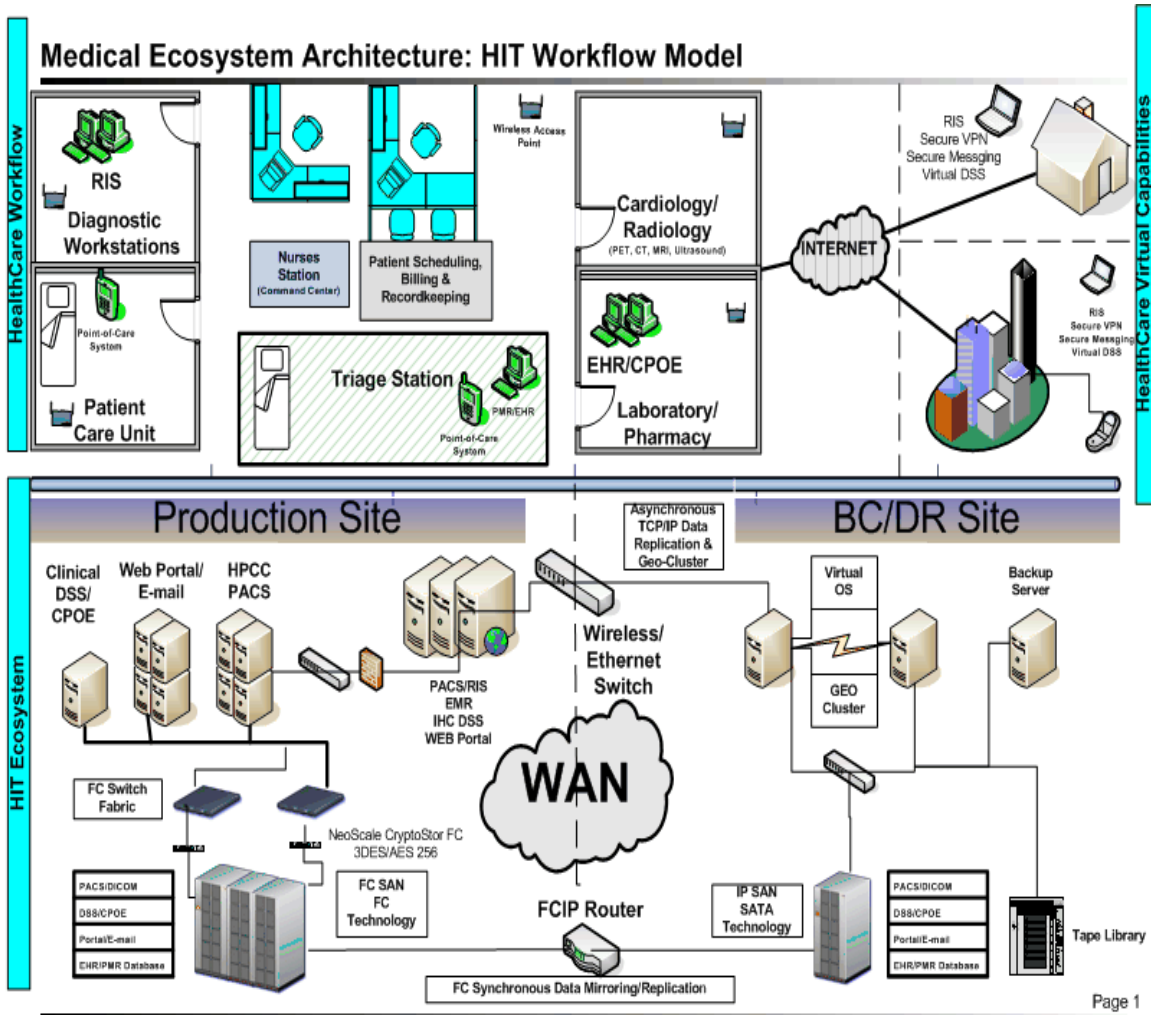 Medical Ecosystem Architecture: HIT Workflow Model
HealthCare Workflow
RIS
Diagnostic
Workstations
Point-of-Care
System
Patient
Care Unit
Nurses
Station
(Command Center)
Patient Scheduling,
Billing &
Recordkeeping
Wireless Access
Point
Triage Station
PMR/EHR
Point-of-Care
System
Cardiology/
Radiology
(PET, CT, MRI, Ultrasound)
EHR/CPOE
Laboratory/
Pharmacy
INTERNET
RIS
Secure VPN
Secure Messging
Virtual DSS
RIS
Secure VPN
Secure Messaging
Virtual DSS
HealthCare Virtual Capabilities
HIT Ecosystem
Production Site
BC/DR Site
Clinical
DSS/
CPOE
Web Portal/
E-mail
HPCC
PACS
PACS/RIS
EMR
IHC DSS
WEB Portal
Asynchronous
TCP/IP Data
Replication &
Geo-Cluster
Wireless/
Ethernet
Switch
Virtual
OS
GEO
Cluster
Backup
Server
FC Switch
Fabric
NeoScale CryptoStor FC
3DES/AES 256
WAN
PACS/DICOM
DSS/CPOE
Portal/E-mail
EHR/PMR Database
FC SAN
FC
Technology
FCIP Router
IP SAN
SATA
Technology
PACS/DICOM
DSS/CPOE
Portal/E-mail
EHR/PMR Database
Tape Library
FC Synchronous Data Mirroring/Replication
Page 1